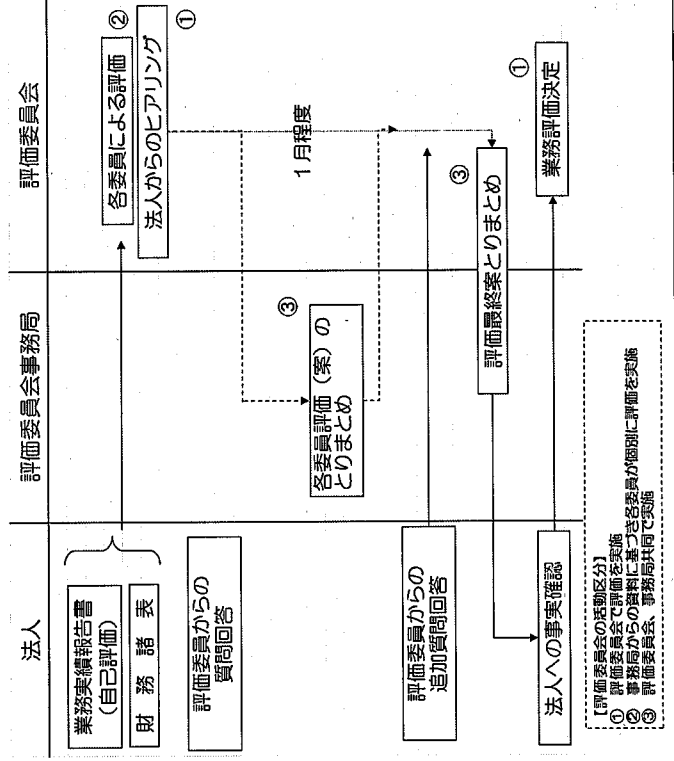 法人
評価委員会事務局
評価委員会
業務実績報告書
（自己評価）
財務諸表
各委員による評価
②
法人からのヒアリング
①
評価委員からの
質問回答
各委員評価（案）の
とりまとめ
③
1月程度
評価委員からの
追加質問回答
評価最終案とりまとめ
③
法人への事実確認
業務評価決定
①
【評価委員会の活動区分】
① 評価委員会で評価を実施
② 事務局からの資料に基づき各委員が個別に評価を実施
③ 評価委員会、事務局共同で実施